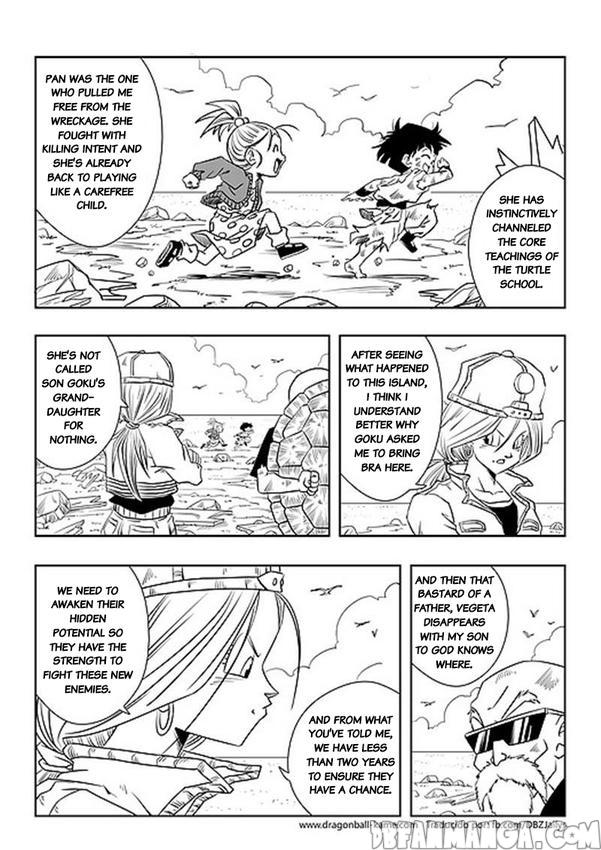 PAN WAS THE ONE
WHO PULLED ME
FREE FROM THE
WRECKAGE. SHE
FOUGHT WITH
KILLING INTENT AND
SHE'S ALREADY
BACK TO PLAYING
LIKE A CAREFREE
CHILD.
SHE HAS
INSTINCTIVELY
CHANNELED
THE CORE
TEACHINGS OF
THE TURTLE
SCHOOL.
SHE'S NOT
CALLED
SON GOKU'S
GRAND-
DAUGHTER
FOR
NOTHING.
AFTER SEEING
WHAT HAPPENED
TO THIS ISLAND,
I THINK I
UNDERSTAND
BETTER WHY
GOKU ASKED
ME TO BRING
BRA HERE.
WE NEED TO
AWAKEN THEIR
HIDDEN
POTENTIAL SO
THEY HAVE THE
STRENGTH TO
FIGHT THESE NEW
ENEMIES.
AND FROM WHAT
YOU'VE TOLD ME,
WE HAVE LESS
THAN TWO YEARS
TO ENSURE THEY
HAVE A CHANCE.
AND THEN THAT
BASTARD OF A
FATHER, VEGETA
DISAPPEARS
WITH MY SON
TO GOD KNOWS
WHERE.
www.dragonball-kame.com Traducido por
DBFANMANGA.COM